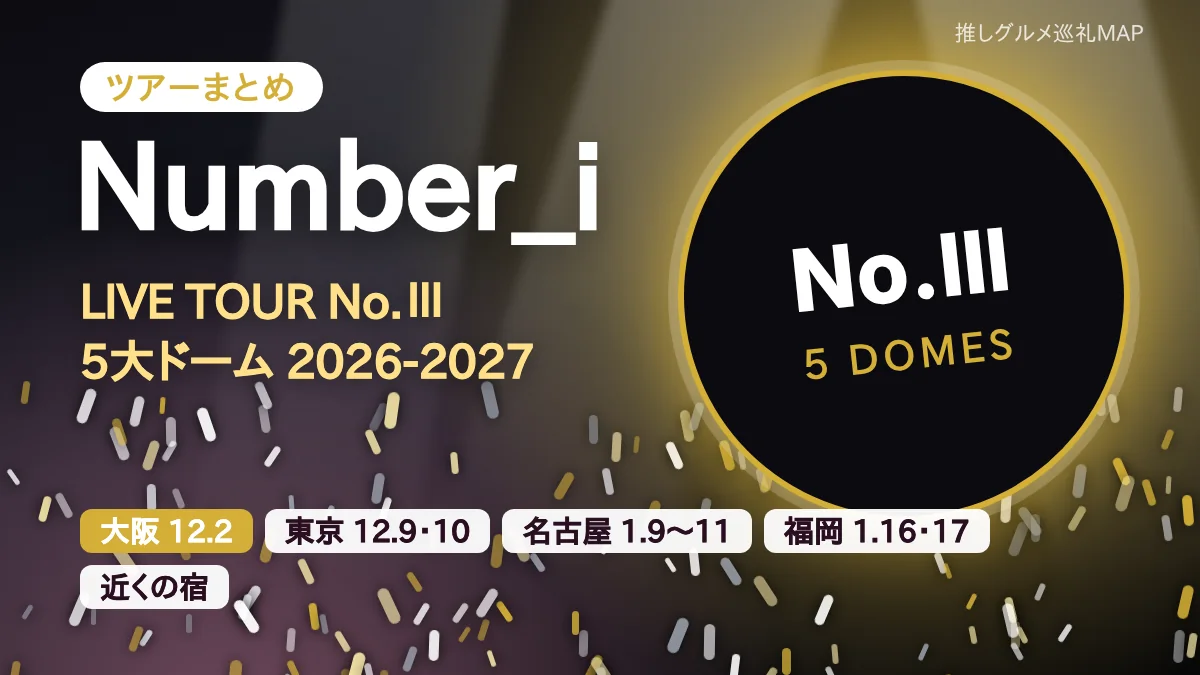 推しグルメ巡礼MAP
ツアーまとめ
Number_i
LIVE TOUR No.III
5大ドーム 2026-2027
No.III
5 DOMES
大阪 12.2
東京 12.9・10
名古屋 1.9〜11
福岡 1.16・17
近くの宿